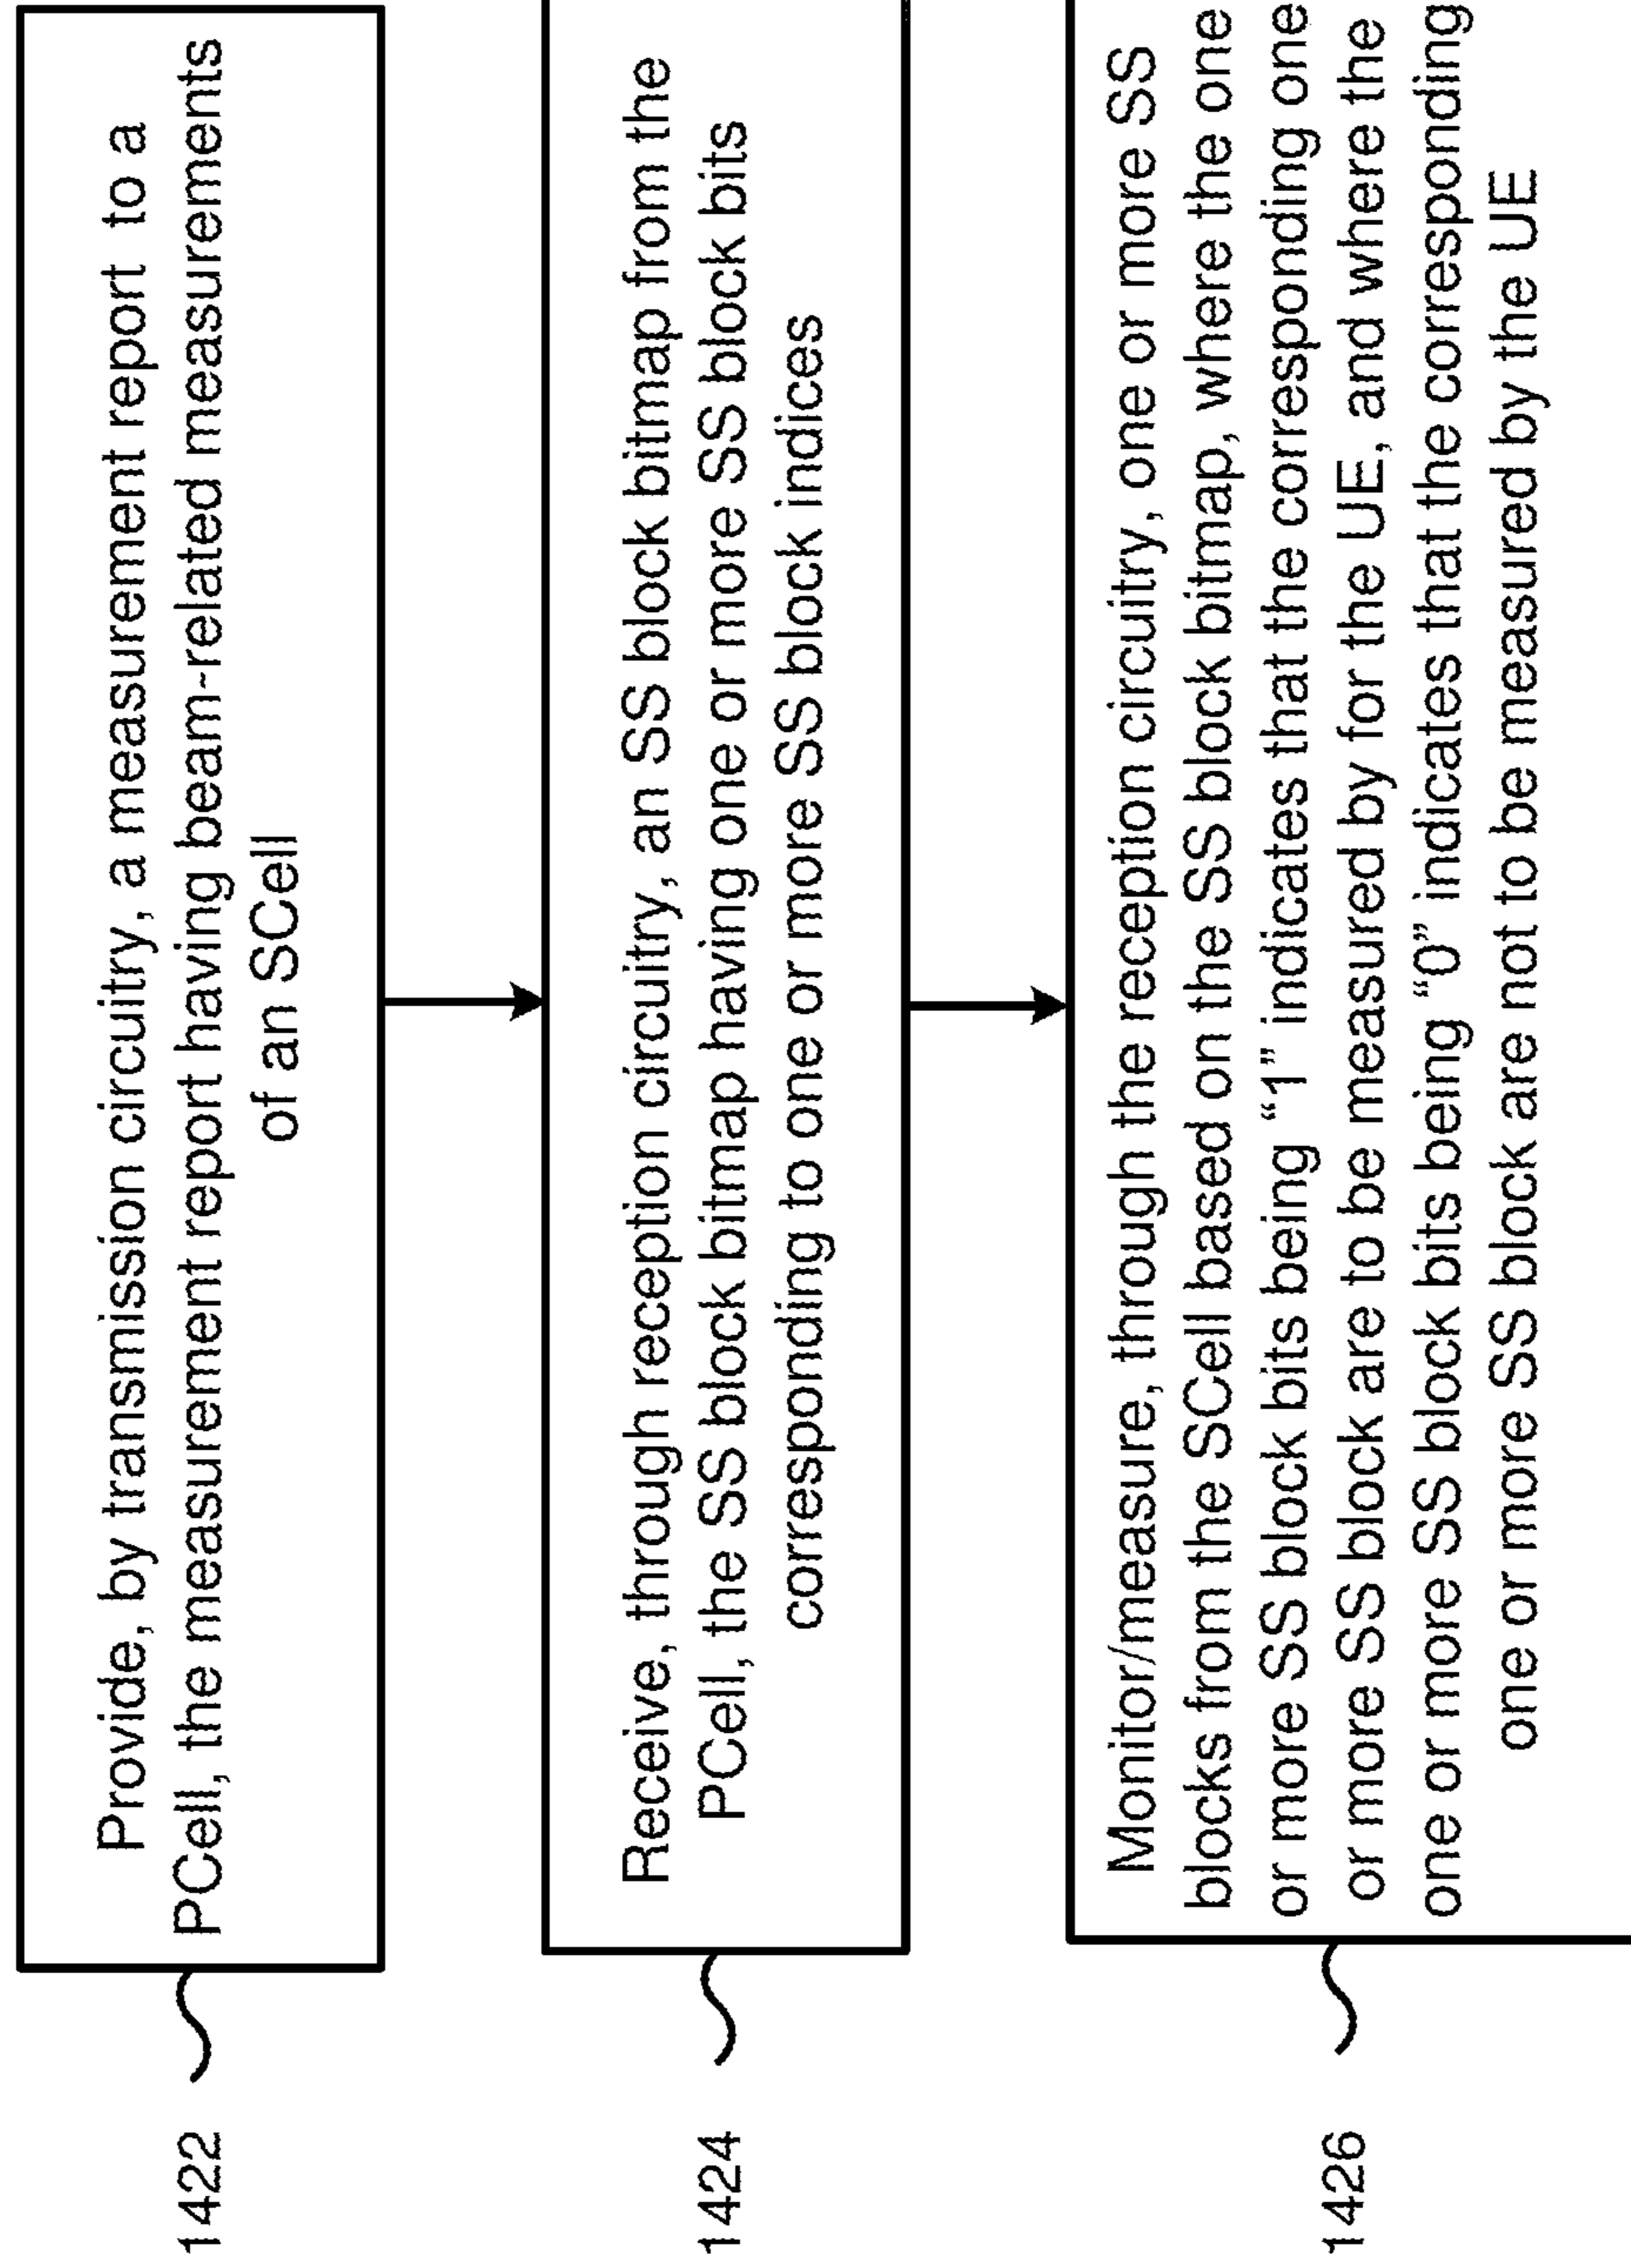 1422
Provide, by transmission circuitry, a measurement report to a
PCell, the measurement report having beam-related measurements
of an SCell
1424
Receive, through reception circuitry, an SS block bitmap from the
PCell, the SS block bitmap having one or more SS block bits
corresponding to one or more SS block indices
1426
Monitor/measure, through the reception circuitry, one or more SS
blocks from the SCell based on the SS block bitmap, where the one
or more SS block bits being “1” indicates that the corresponding one
or more SS block are to be measured by for the UE, and where the
one or more SS block bits being “0” indicates that the corresponding
one or more SS block are not to be measured by the UE